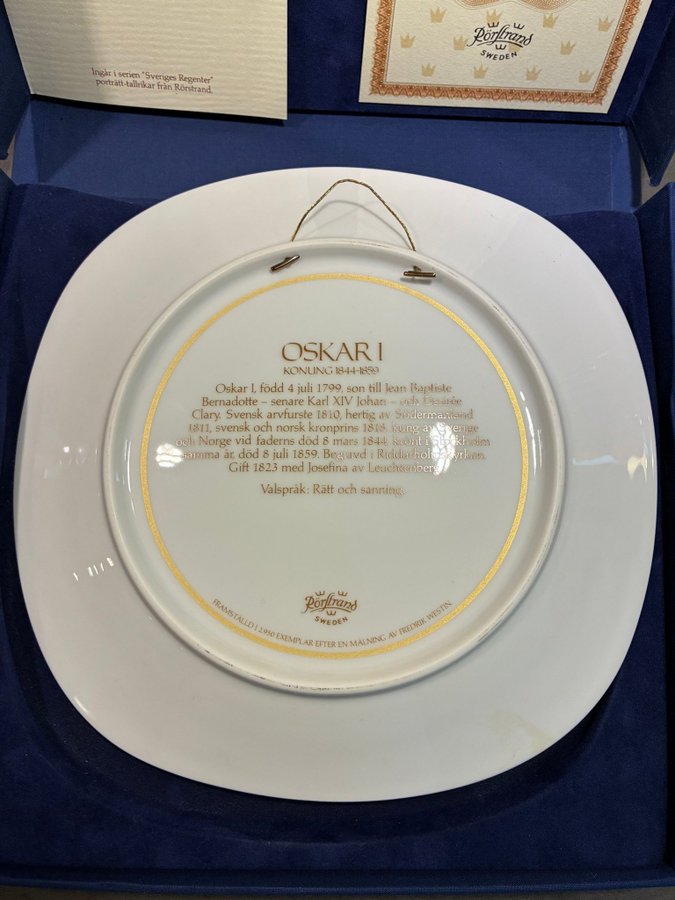 Ingår i serien "Sveriges Regenter"
porträtt-tallrikar från Rörstrand.
Rörstrand
SWEDEN
OSKAR I
KONUNG 1844-1859
Oskar I, född 4 juli 1799, son till Jean Baptiste
Bernadotte – senare Karl XIV Johan – och Désirée
Clary. Svensk arvfurste 1810, hertig av Södermanland
1811, svensk och norsk kronprins 1818, kung av Sverige
och Norge vid faderns död 8 mars 1844, krönt i Stockholm
samma år, död 8 juli 1859. Begravd i Riddarholmskyrkan.
Gift 1823 med Josefina av Leuchtenberg.
Valspråk: Rätt och sanning.
Rörstrand
SWEDEN
FRAMSTÄLLD I 2.950 EXEMPLAR EFTER EN MÅLNING AV FREDRIK WESTIN.